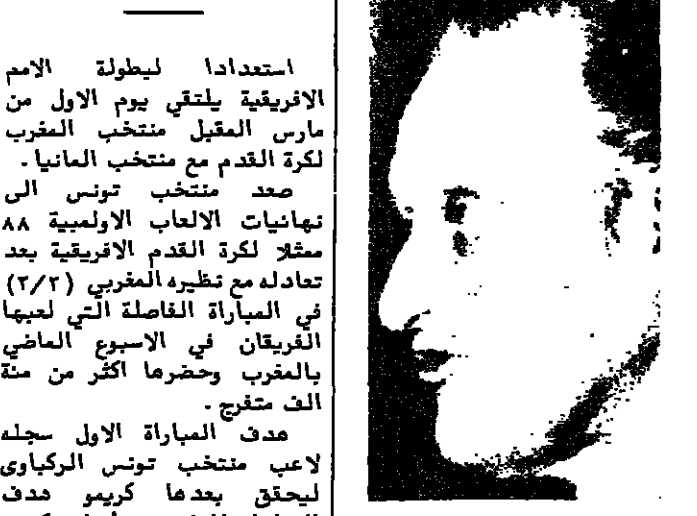 استعدادا لبطولة الامم
الافريقية يلتقي يوم الاول من
مارس المقبل منتخب المغرب
لكرة القدم مع منتخب المانيا .
صعد منتخب تونس الى
نهائيات الالعاب الاولمبية ٨٨
ممثلا لكرة القدم الافريقية بعد
تعادله مع نظيره المغربي (٢/٢)
في المباراة الفاصلة التي لعبها
الفريقان في الاسبوع الماضي
بالمغرب وحضرها اكثر من مئة
الف متفرج .
هدف المباراة الاول سجله
لاعب منتخب تونس الركباوى
ليحقق بعدها كريمو هدف